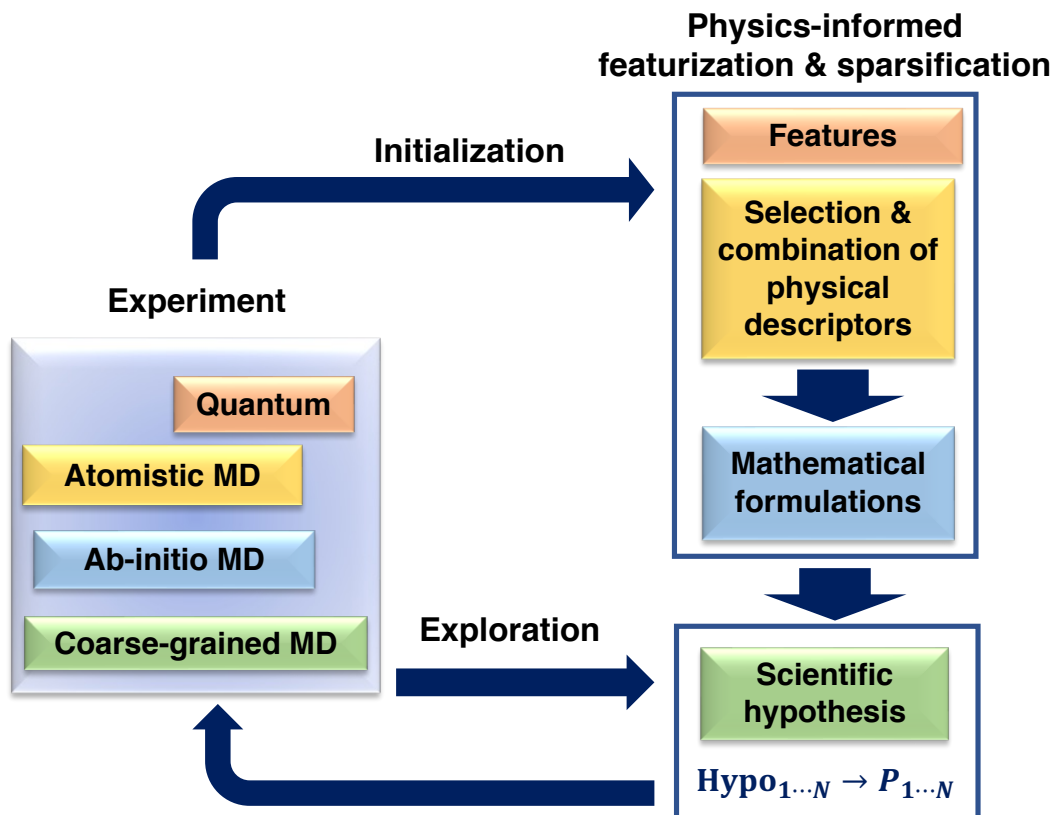 Physics-informed
featurization & sparsification
Initialization
Features
Selection &
combination of
physical
descriptors
Experiment
Quantum
Atomistic MD
Ab-initio MD
Coarse-grained MD
Mathematical
formulations
Exploration
Scientific
hypothesis
Hypo₁...N → P₁...N